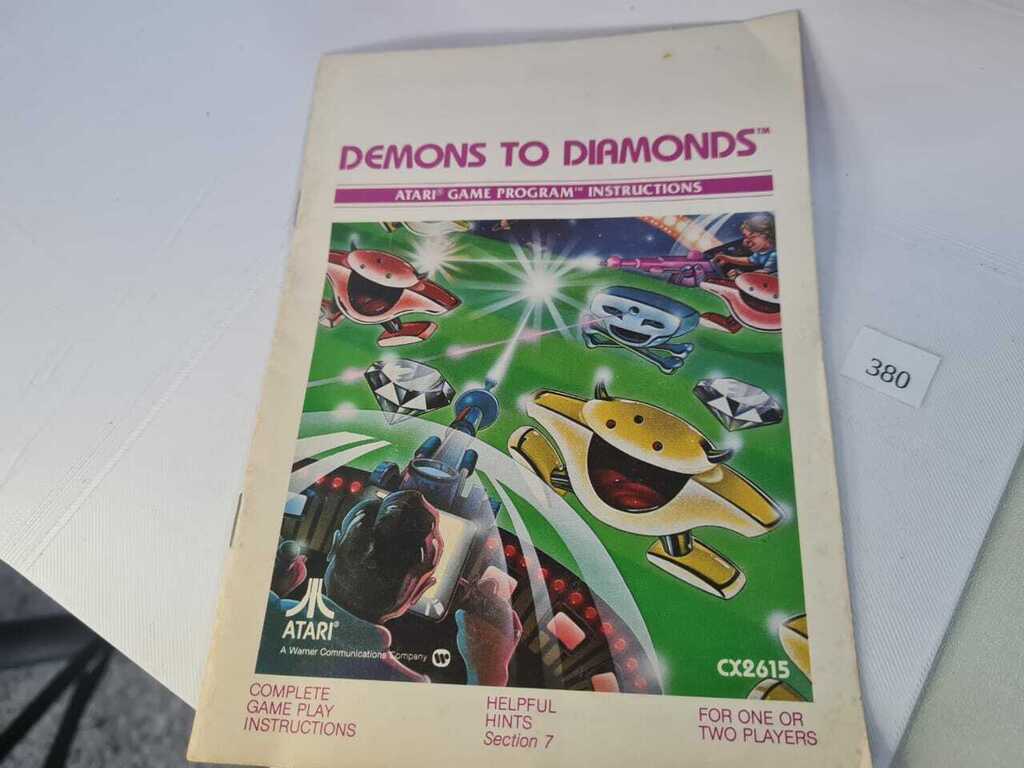 DEMONS TO DIAMONDS™
ATARI® GAME PROGRAM™ INSTRUCTIONS
380
ATARI®
A Warner Communications Company
CX2615
COMPLETE
GAME PLAY
INSTRUCTIONS
HELPFUL
HINTS
Section 7
FOR ONE OR
TWO PLAYERS